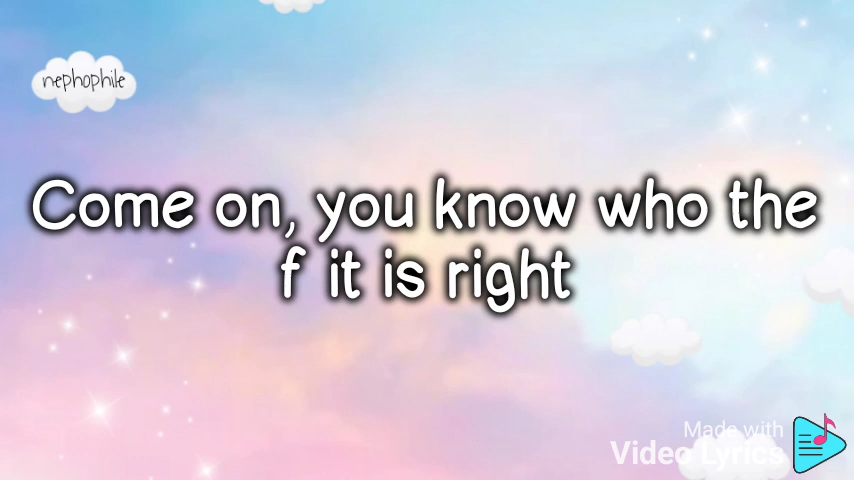 nephophile
Come on, you know who the
f it is right
Made with
Video Lyrics